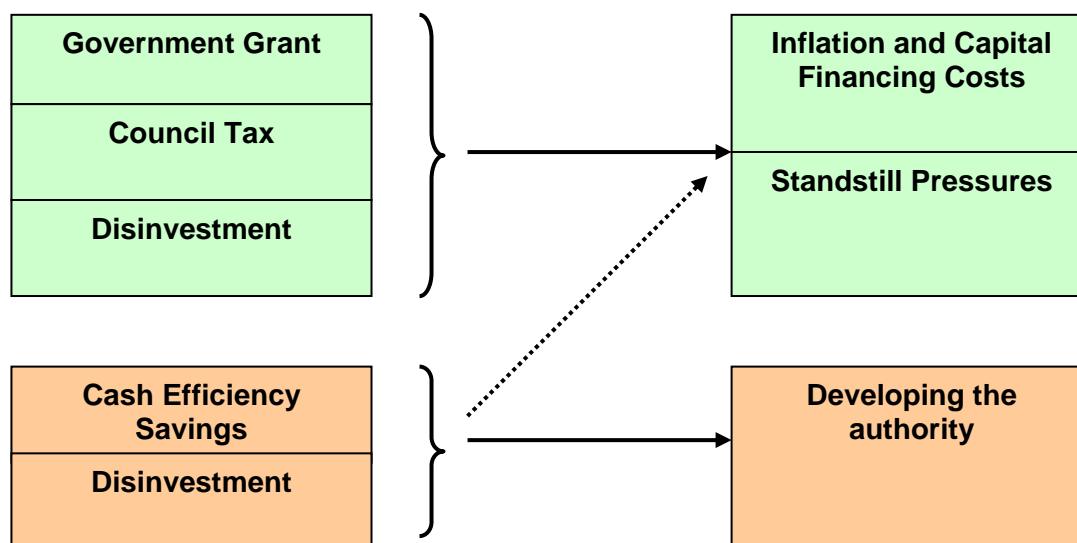 Government Grant
Council Tax
Disinvestment
Inflation and Capital
Financing Costs
Standstill Pressures
Cash Efficiency
Savings
Disinvestment
Developing the
authority